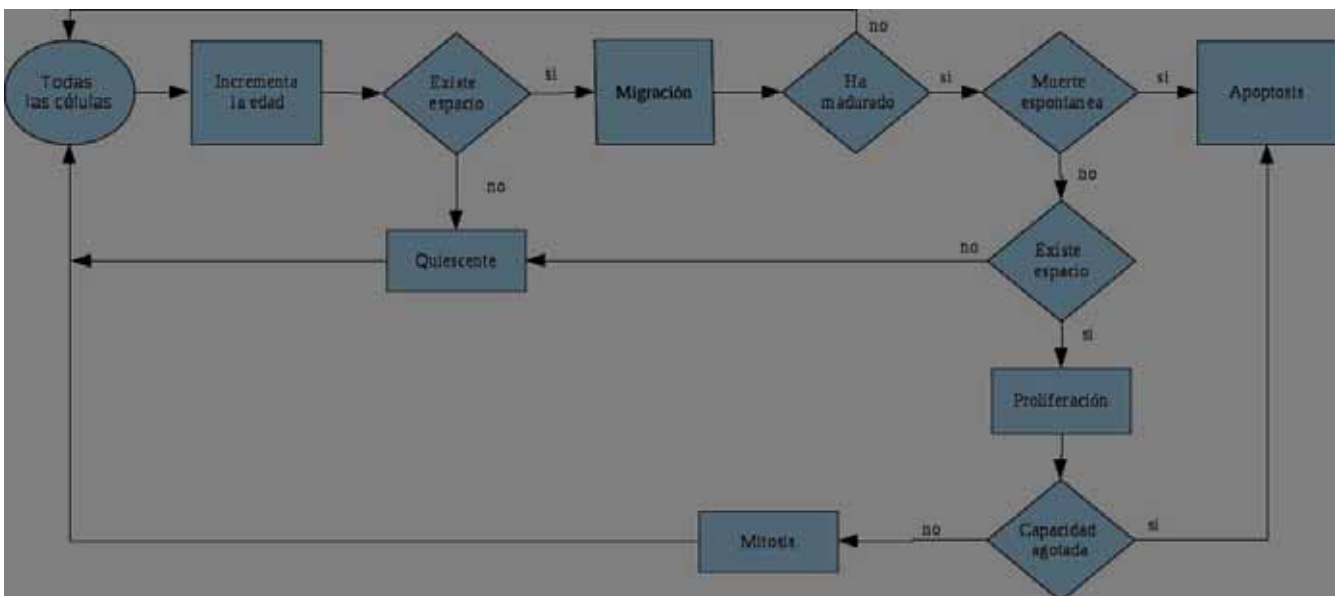 no
Todas
las células
Incrementa
la edad
Existe
espacio
si
Migración
Ha
madurado
si
Muerte
espontanea
si
Apoptosis
no
no
Quiescente
no
Existe
espacio
si
Proliferación
Mitosis
no
Capacidad
agotada
si